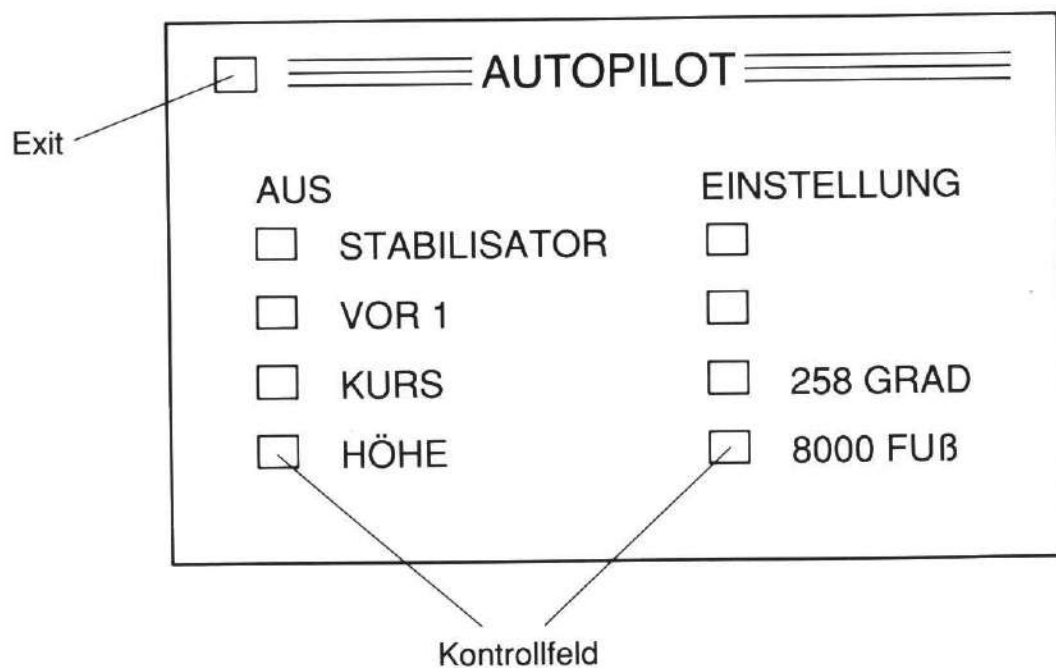 AUTOPILOT
Exit
AUS EINSTELLUNG
STABILISATOR
VOR 1
KURS 258 GRAD
HÖHE 8000 FUß
Kontrollfeld